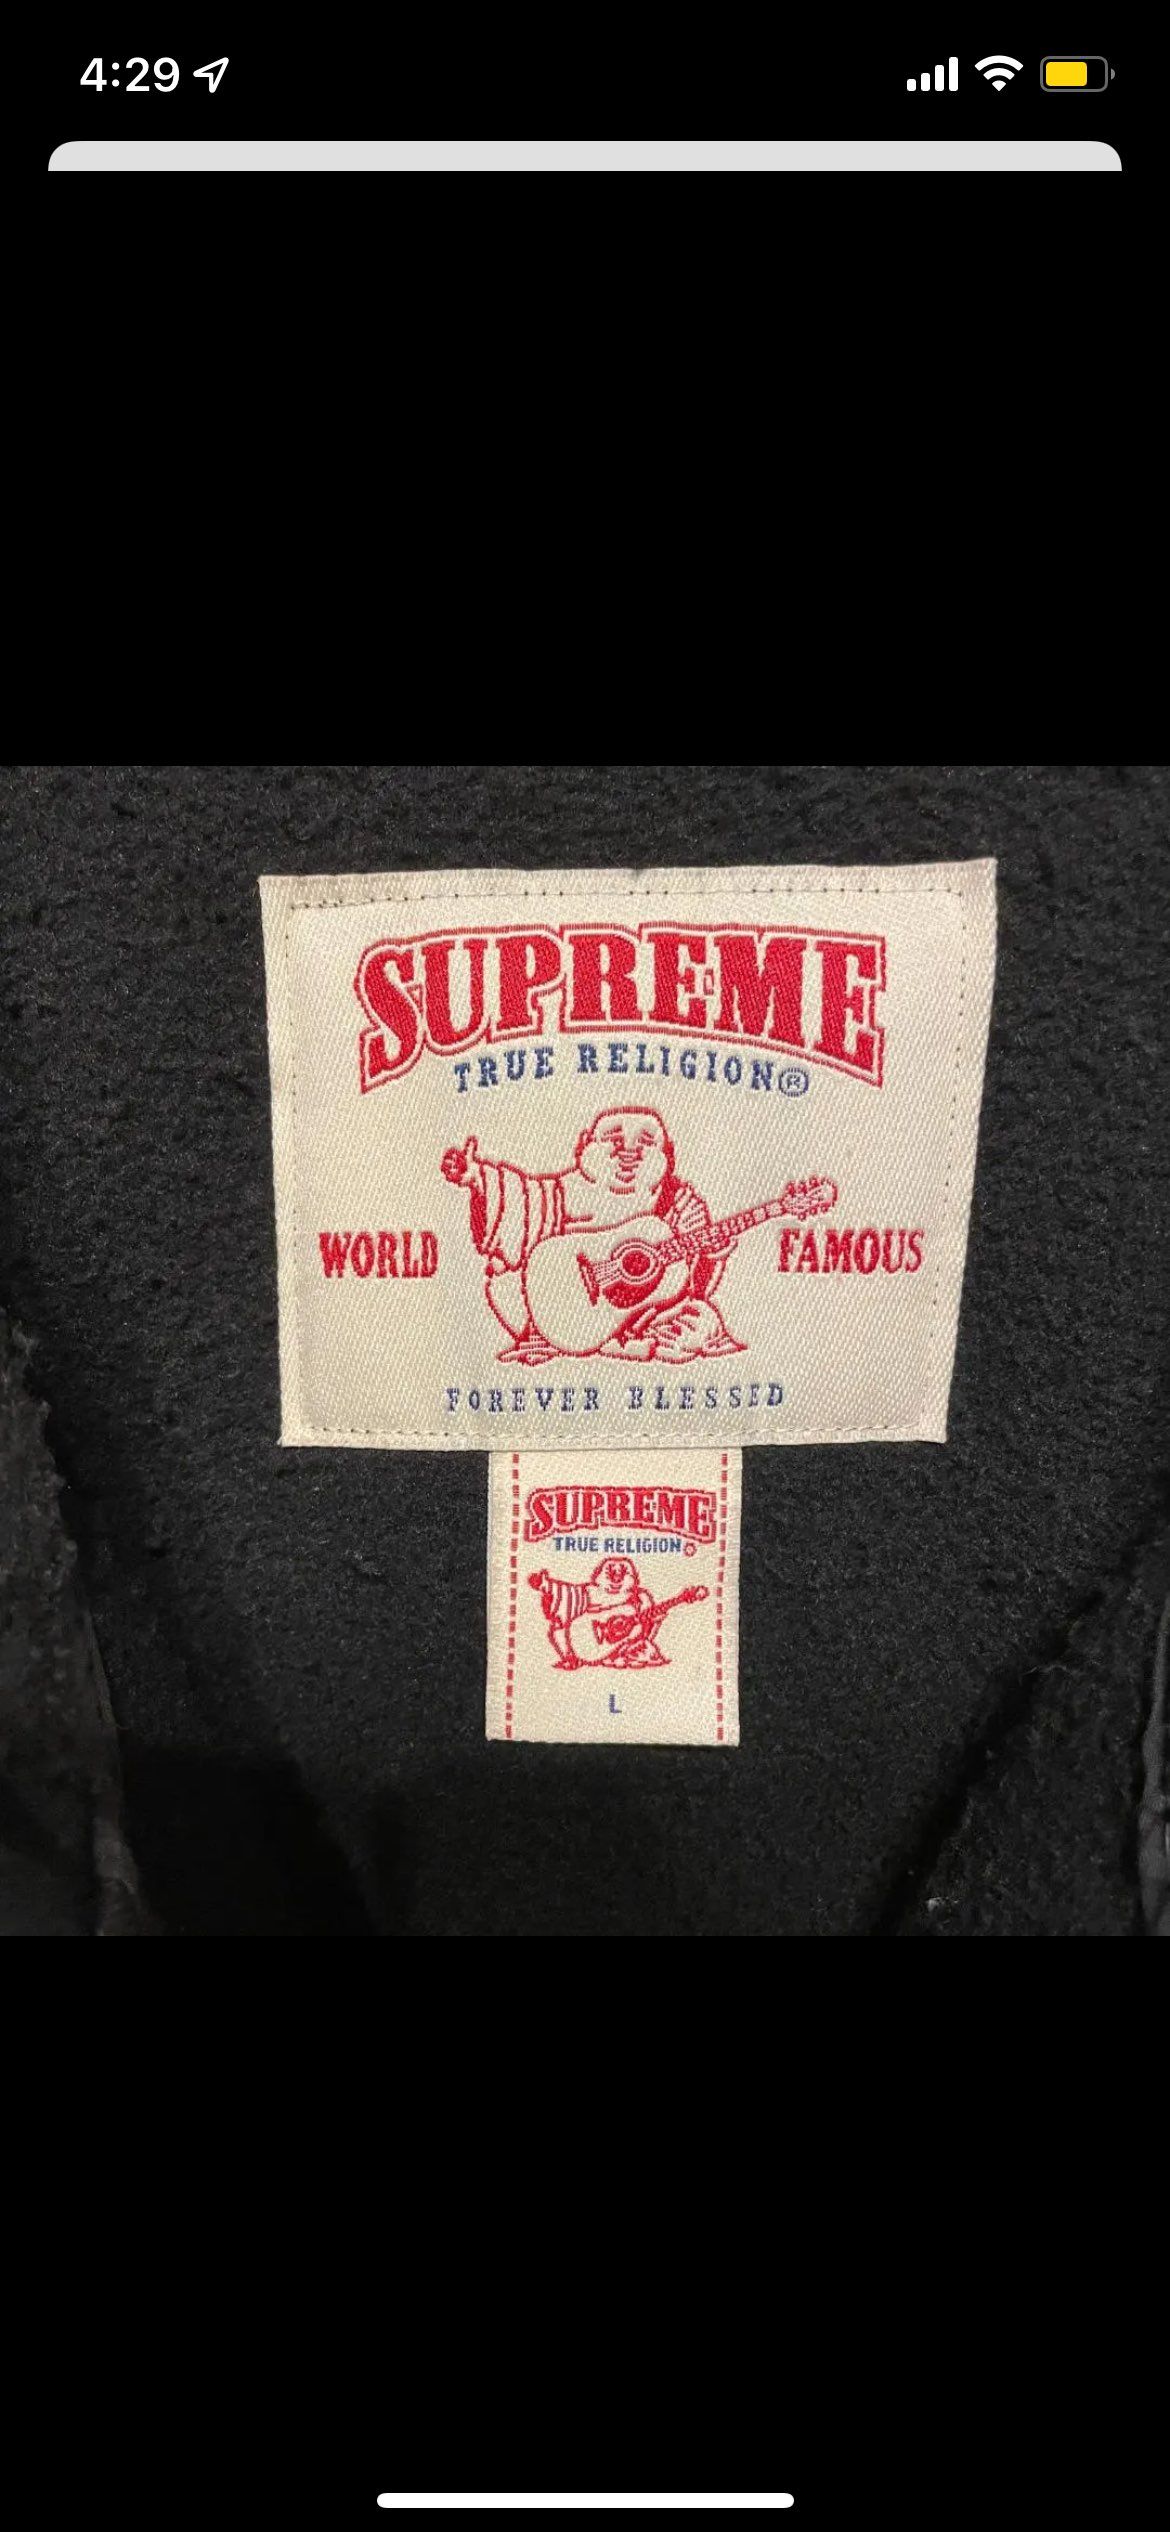 4:29
SUPREME
TRUE RELIGION®
WORLD FAMOUS
FOREVER BLESSED
SUPREME
TRUE RELIGION®
L